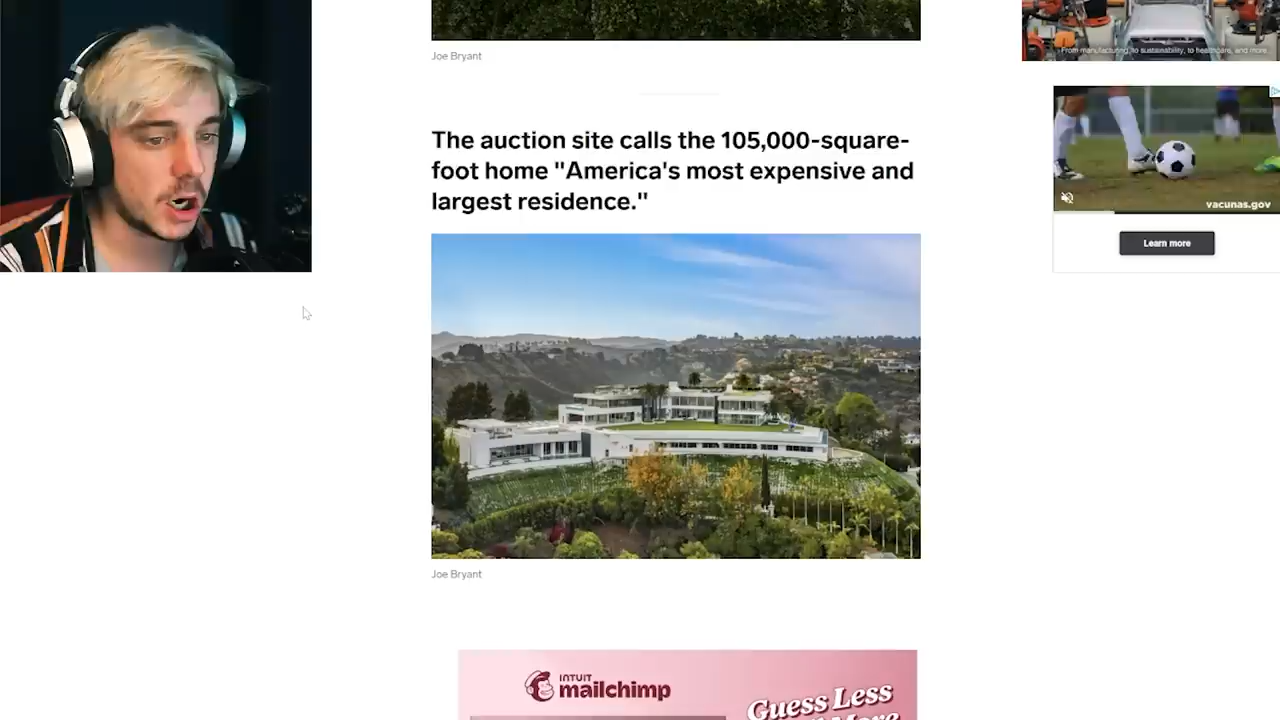 Joe Bryant
From manufacturing, to sustainability, to healthcare, and more...
The auction site calls the 105,000-square-
foot home "America's most expensive and
largest residence."
vacunas.gov
Learn more
Joe Bryant
INTUIT
mailchimp
Guess Less
More